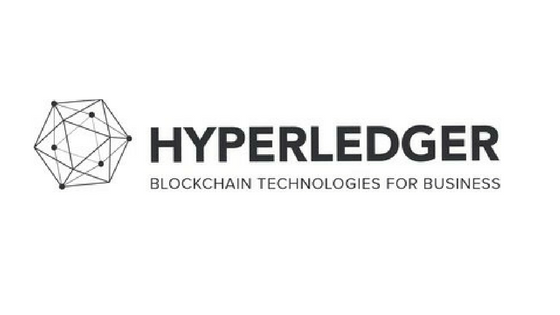 HYPERLEDGER
BLOCKCHAIN TECHNOLOGIES FOR BUSINESS